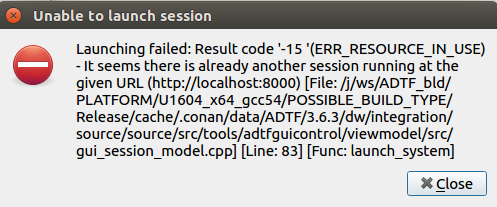 Unable to launch session
Launching failed: Result code '-15 '(ERR_RESOURCE_IN_USE)
- It seems there is already another session running at the
given URL (http://localhost:8000) [File: /j/ws/ADTF_bld/
PLATFORM/U1604_x64_gcc54/POSSIBLE_BUILD_TYPE/
Release/cache/.conan/data/ADTF/3.6.3/dw/integration/
source/source/src/tools/adtfguicontrol/viewmodel/src/
gui_session_model.cpp] [Line: 83] [Func: launch_system]
Close